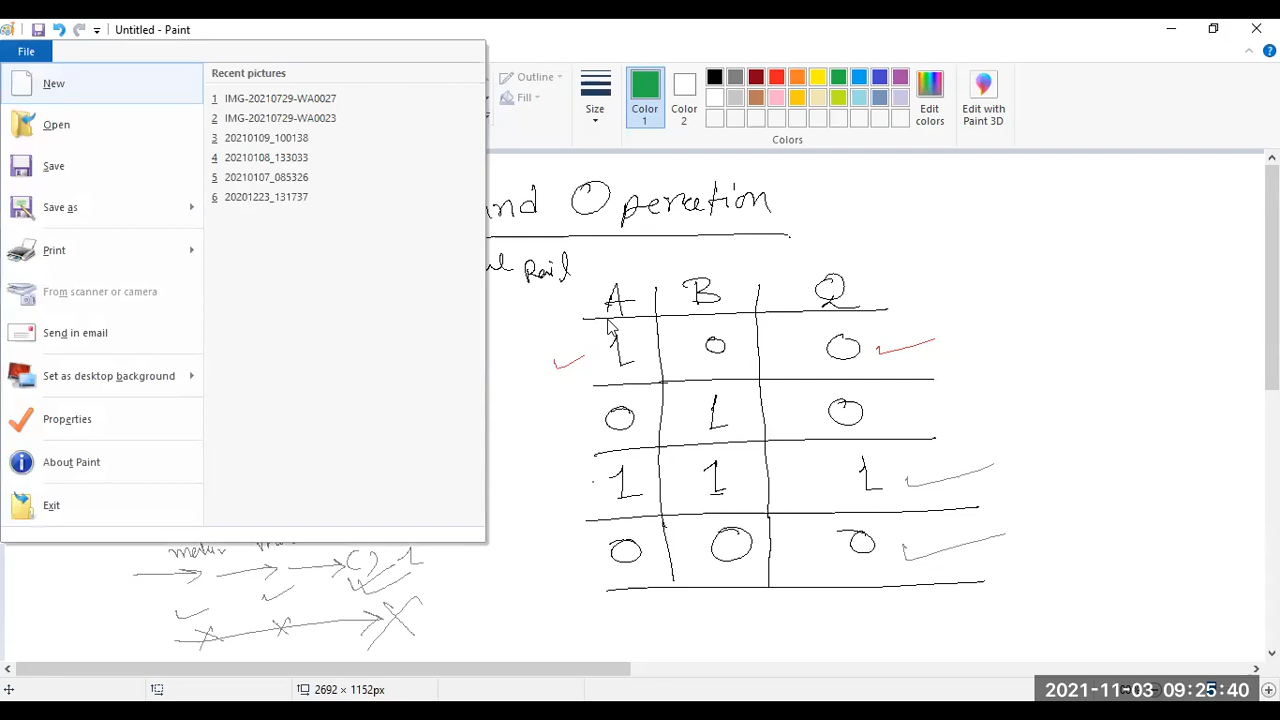 Untitled - Paint
File
New
Open
Save
Save as
Print
From scanner or camera
Send in email
Set as desktop background
Properties
About Paint
Exit
Recent pictures
1 IMG-20210729-WA0027
2 IMG-20210729-WA0023
3 20210109_100138
4 20210108_133033
5 20210107_085326
6 20201223_131737
Outline
Fill
Size
Color 1
Color 2
Edit colors
Edit with Paint 3D
Colors
Operation
Rail
A B Q
1 0 0
0 1 0
1 1 1
0 0 0
2692 × 1152px
2021-11-03 09:25:40